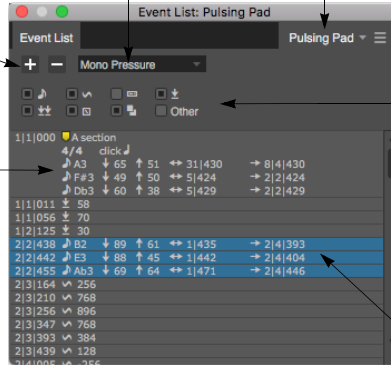 Event List: Pulsing Pad
Event List Pulsing Pad
+ − Mono Pressure
Other
1|1|000 A section
4/4 click
A3 65 51 31|430 8|4|430
F#3 49 50 5|424 2|2|424
Db3 60 38 5|429 2|2|429
1|1|011 58
1|1|056 70
1|2|125 30
2|2|438 B2 89 61 1|435 2|4|393
2|2|442 E3 88 45 1|442 2|4|404
2|2|455 Ab3 69 64 1|471 2|4|446
2|3|164 256
2|3|210 768
2|3|256 896
2|3|347 768
2|3|393 384
2|3|439 128
2|4|005 -256